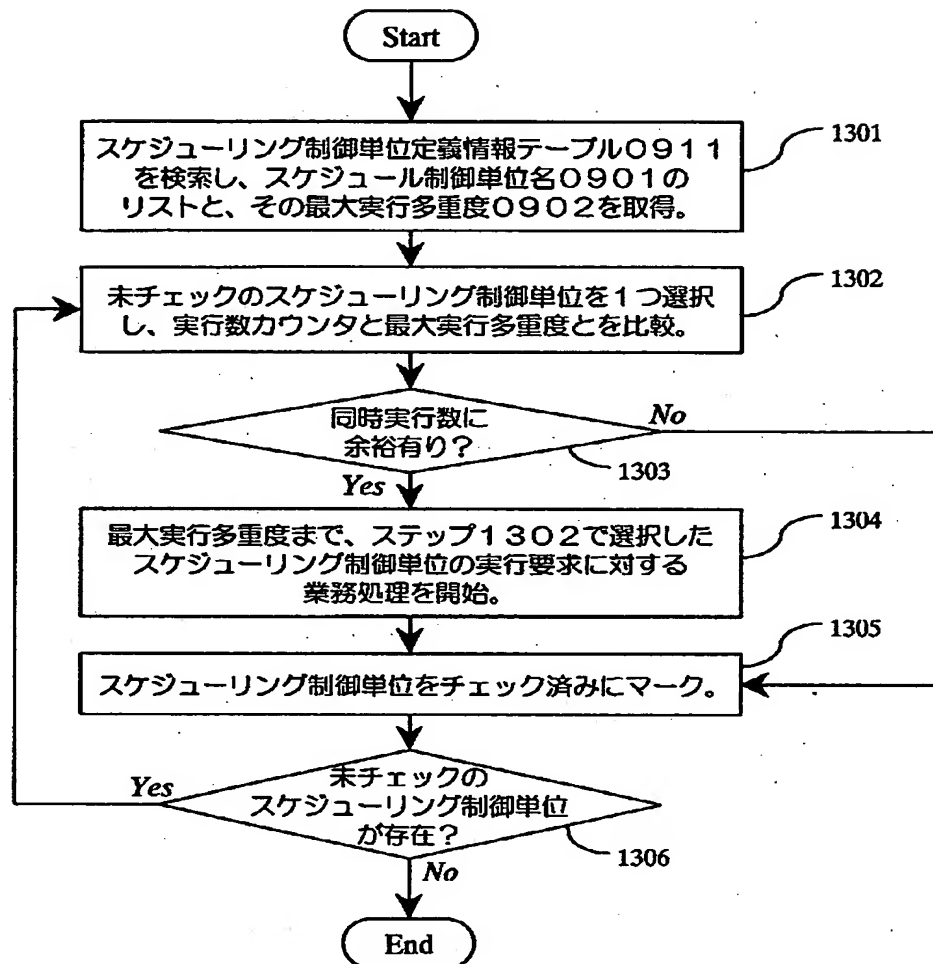 Start
スケジューリング制御単位定義情報テーブル0911
を検索し、スケジュール制御単位名0901の
リストと、その最大実行多重度0902を取得。
1301
未チェックのスケジューリング制御単位を1つ選択
し、実行数カウンタと最大実行多重度とを比較。
1302
同時実行数に
余裕有り?
No
1303
Yes
最大実行多重度まで、ステップ1302で選択した
スケジューリング制御単位の実行要求に対する
業務処理を開始。
1304
スケジューリング制御単位をチェック済みにマーク。
1305
未チェックの
スケジューリング制御単位
が存在?
Yes
1306
No
End